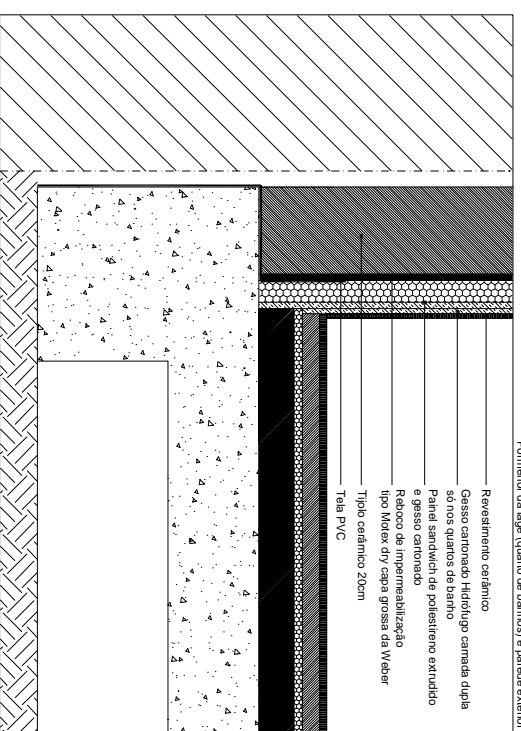 Pormenor da laje (quarto de banhos) e parede exterior
Revestimento cerâmico
Gesso cartonado Hidrófugo camada dupla
só nos quartos de banho
Painel sandwich de poliestireno extrudido
e gesso cartonado
Reboco de impermeabilização
tipo Motex dry capa grossa da Weber
Tijolo cerâmico 20cm
Tela PVC